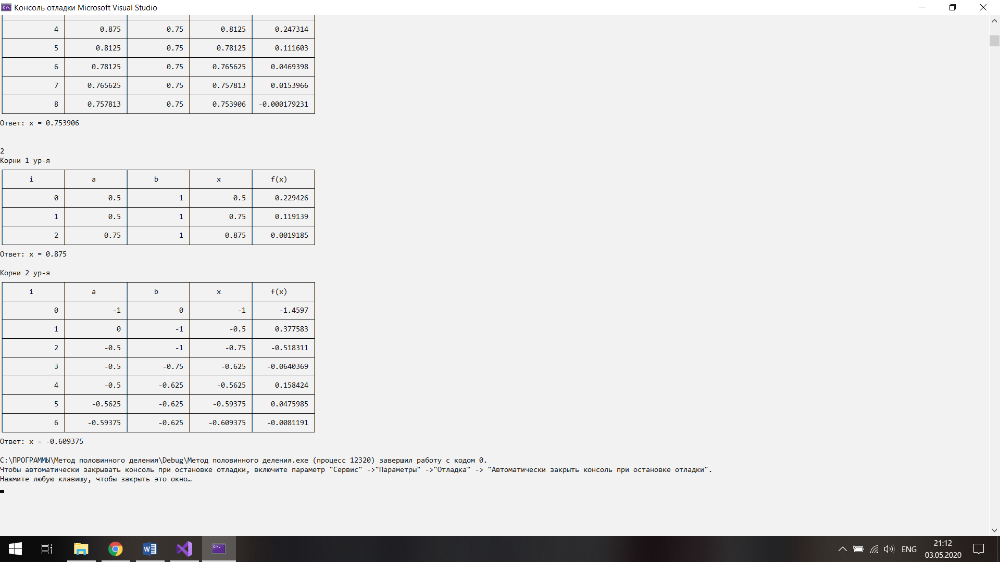 Консоль отладки Microsoft Visual Studio
4 0.875 0.75 0.8125 0.247314
5 0.8125 0.75 0.78125 0.111603
6 0.78125 0.75 0.765625 0.0469398
7 0.765625 0.75 0.757813 0.0153966
8 0.757813 0.75 0.753906 -0.000179231
Ответ: x = 0.753906
2
Корни 1 ур-я
i a b x f(x)
0 0.5 1 0.5 0.229426
1 0.5 1 0.75 0.119139
2 0.75 1 0.875 0.0019185
Ответ: x = 0.875
Корни 2 ур-я
i a b x f(x)
0 -1 0 -1 -1.4597
1 0 -1 -0.5 0.377583
2 -0.5 -1 -0.75 -0.518311
3 -0.5 -0.75 -0.625 -0.0640369
4 -0.5 -0.625 -0.5625 0.158424
5 -0.5625 -0.625 -0.59375 0.0475985
6 -0.59375 -0.625 -0.609375 -0.0081191
Ответ: x = -0.609375
C:\ПРОГРАММЫ\Метод половинного деления\Debug\Метод половинного деления.exe (процесс 12320) завершил работу с кодом 0.
Чтобы автоматически закрывать консоль при остановке отладки, включите параметр "Сервис" ->"Параметры" ->"Отладка" -> "Автоматически закрыть консоль при остановке отладки".
Нажмите любую клавишу, чтобы закрыть это окно…
ENG
21:12
03.05.2020